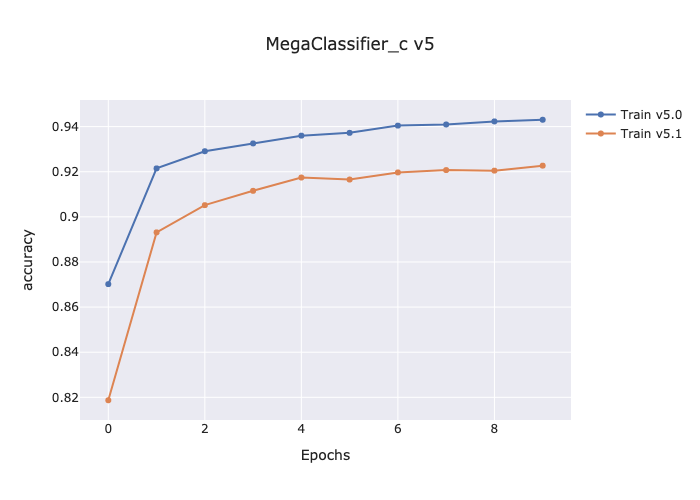 MegaClassifier_c v5
Train v5.0
Train v5.1
accuracy
0.94
0.92
0.9
0.88
0.86
0.84
0.82
0 2 4 6 8
Epochs